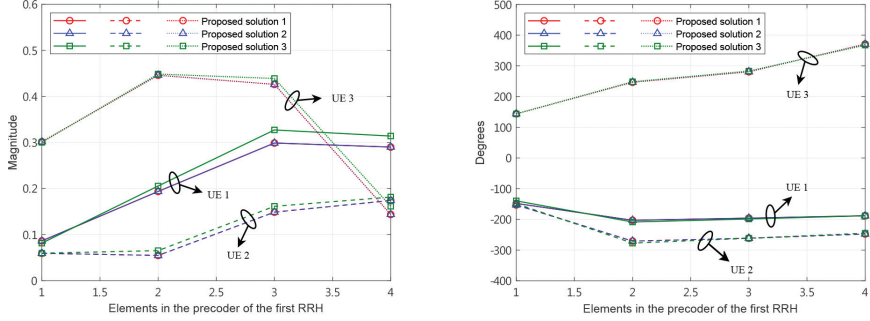 Proposed solution 1
Proposed solution 2
Proposed solution 3
UE 3
UE 1
UE 2
Magnitude
0.6
0.5
0.4
0.3
0.2
0.1
0
1 1.5 2 2.5 3 3.5 4
Elements in the precoder of the first RRH
Proposed solution 1
Proposed solution 2
Proposed solution 3
UE 3
UE 1
UE 2
Degrees
500
400
300
200
100
0
-100
-200
-300
-400
1 1.5 2 2.5 3 3.5 4
Elements in the precoder of the first RRH